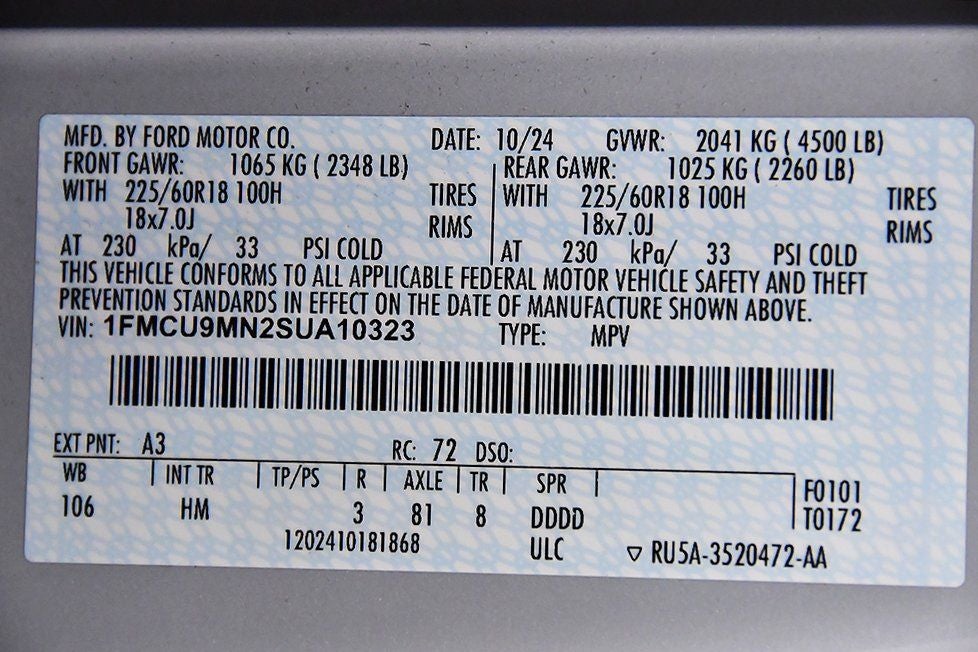 MFD. BY FORD MOTOR CO. DATE: 10/24 GVWR: 2041 KG ( 4500 LB)
FRONT GAWR: 1065 KG ( 2348 LB) REAR GAWR: 1025 KG ( 2260 LB)
WITH 225/60R18 100H TIRES WITH 225/60R18 100H TIRES
18x7.0J RIMS 18x7.0J RIMS
AT 230 kPa/ 33 PSI COLD AT 230 kPa/ 33 PSI COLD
THIS VEHICLE CONFORMS TO ALL APPLICABLE FEDERAL MOTOR VEHICLE SAFETY AND THEFT
PREVENTION STANDARDS IN EFFECT ON THE DATE OF MANUFACTURE SHOWN ABOVE.
VIN: 1FMCU9MN2SUA10323 TYPE: MPV
EXT PNT: A3 RC: 72 DSO:
WB INT TR TP/PS R AXLE TR SPR F0101
106 HM 3 81 8 DDDD T0172
1202410181868 ULC ▽ RU5A-3520472-AA